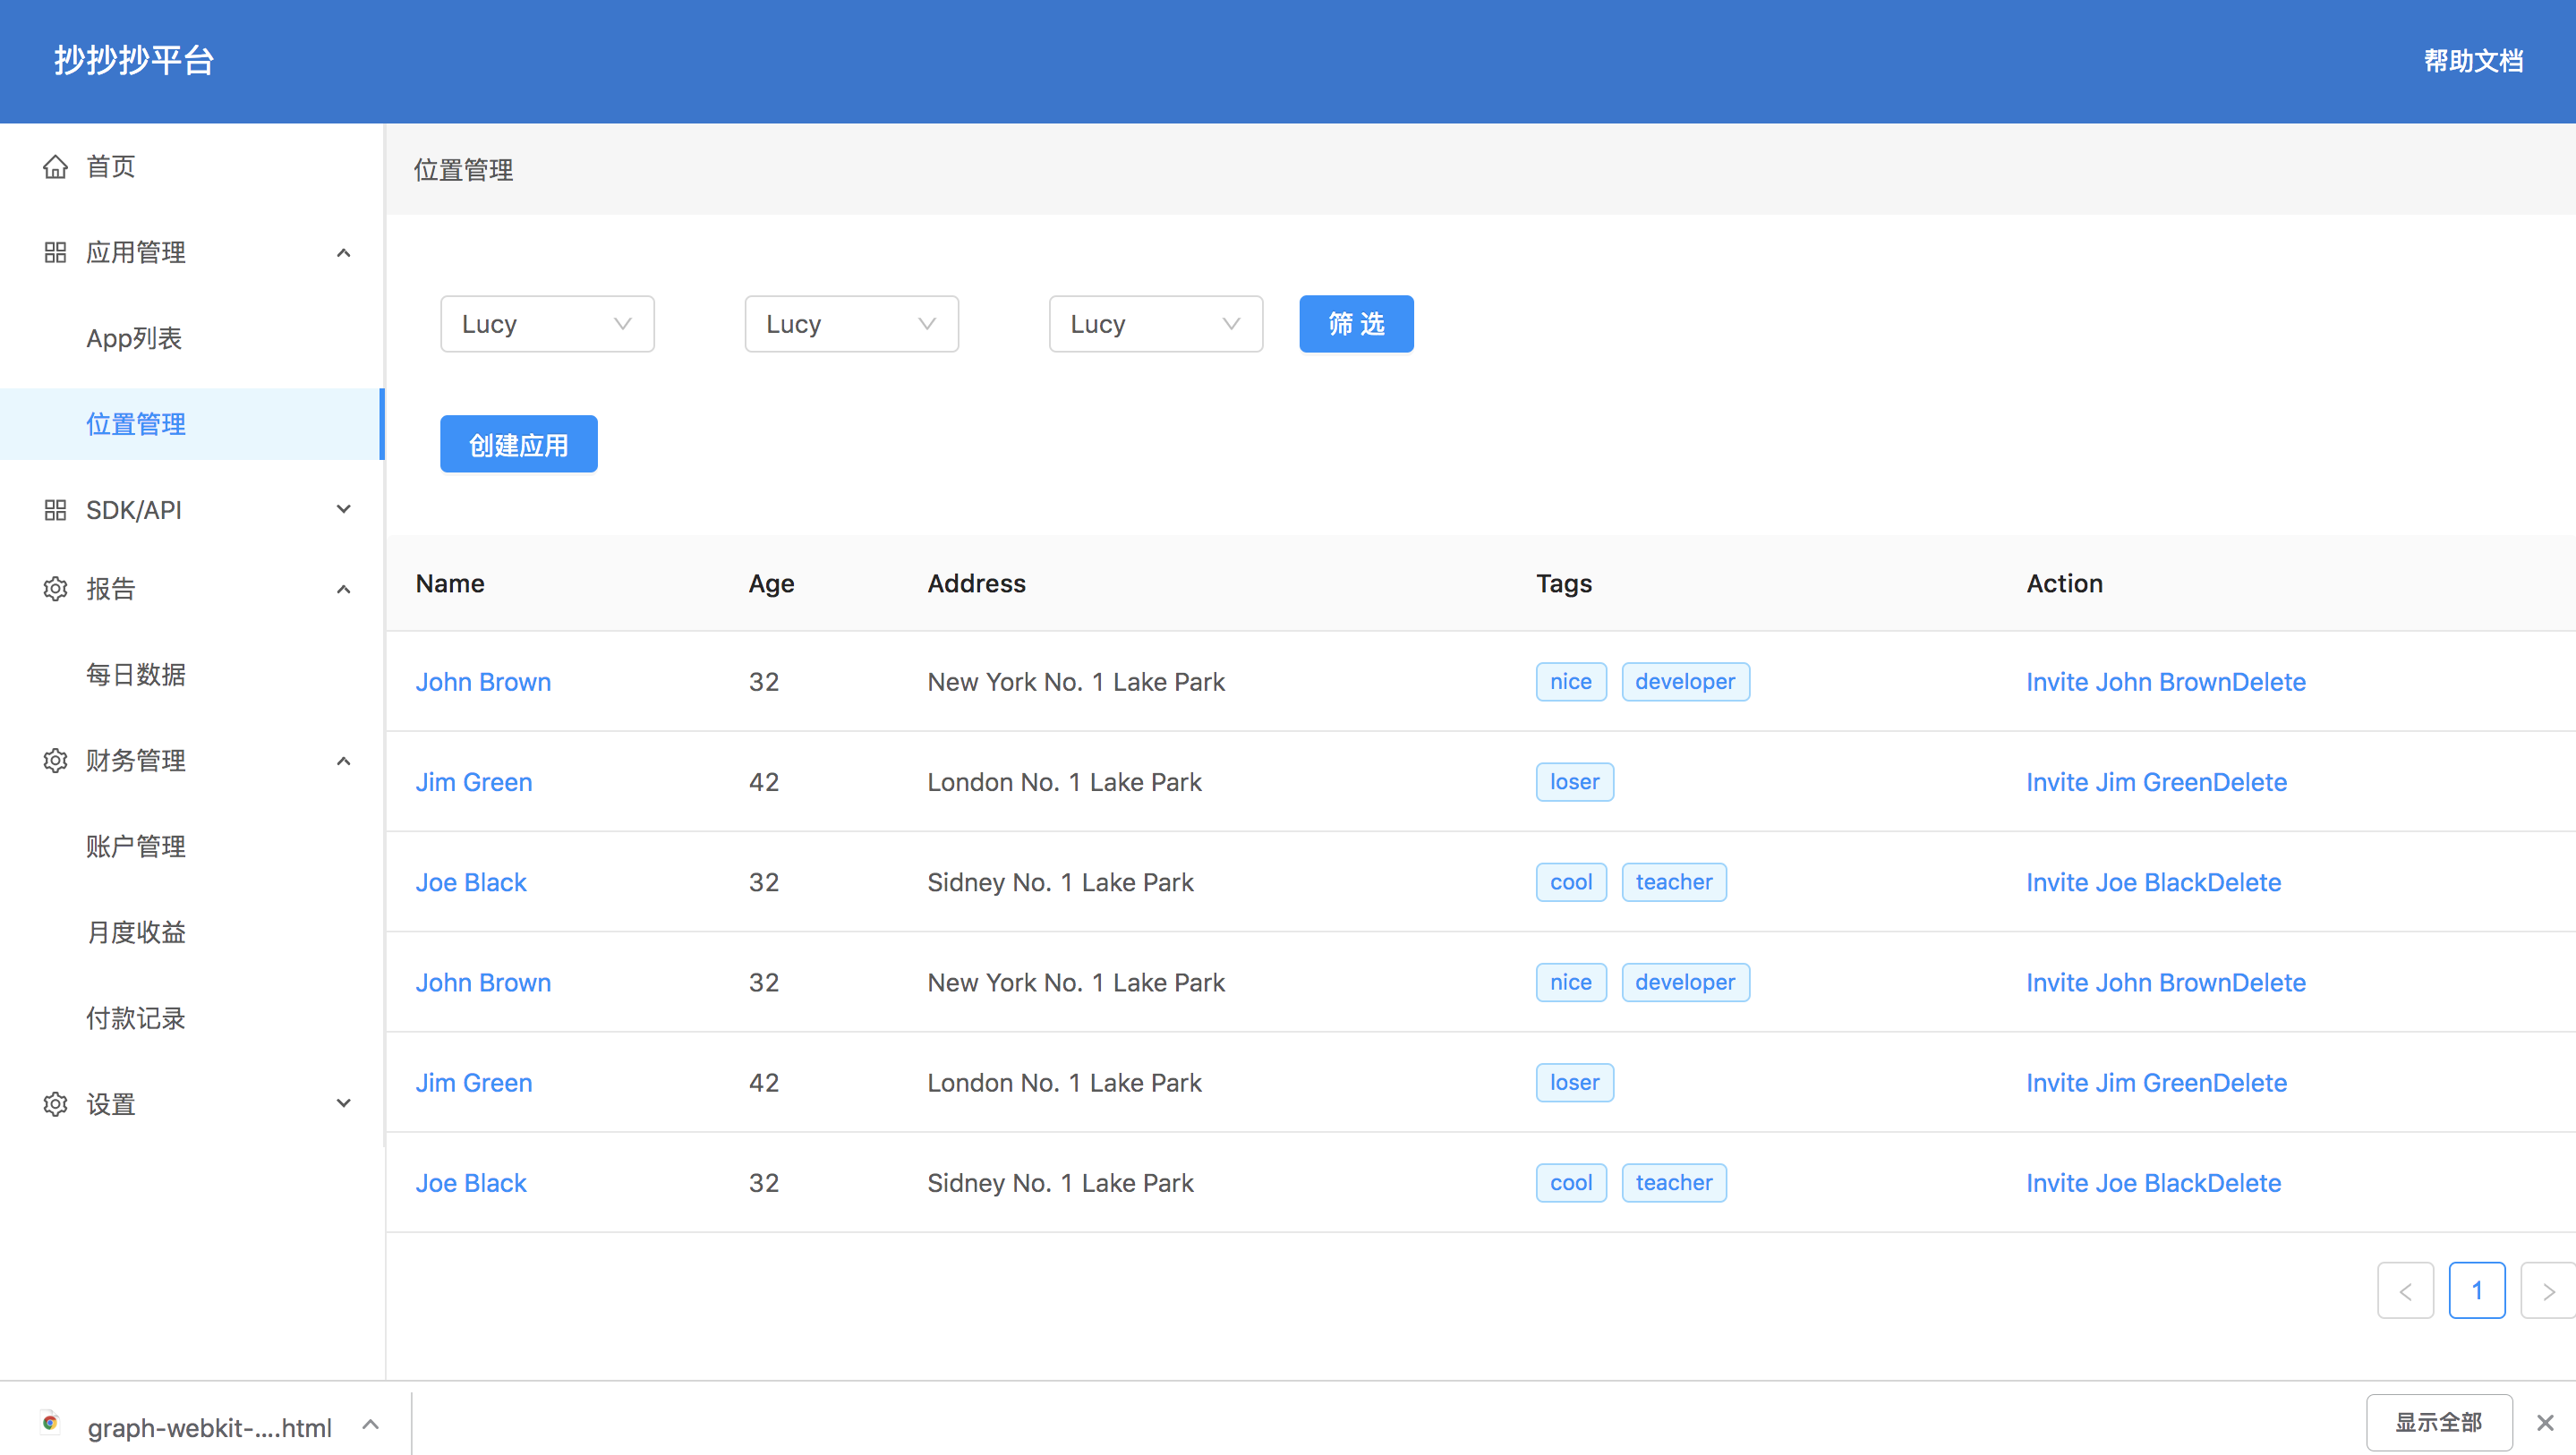 抄抄抄平台
帮助文档
首页
应用管理
App列表
位置管理
SDK/API
报告
每日数据
财务管理
账户管理
月度收益
付款记录
设置
位置管理
Lucy Lucy Lucy 筛 选
创建应用
Name Age Address Tags Action
John Brown 32 New York No. 1 Lake Park nice developer Invite John BrownDelete
Jim Green 42 London No. 1 Lake Park loser Invite Jim GreenDelete
Joe Black 32 Sidney No. 1 Lake Park cool teacher Invite Joe BlackDelete
John Brown 32 New York No. 1 Lake Park nice developer Invite John BrownDelete
Jim Green 42 London No. 1 Lake Park loser Invite Jim GreenDelete
Joe Black 32 Sidney No. 1 Lake Park cool teacher Invite Joe BlackDelete
< 1 >
graph-webkit-....html
显示全部